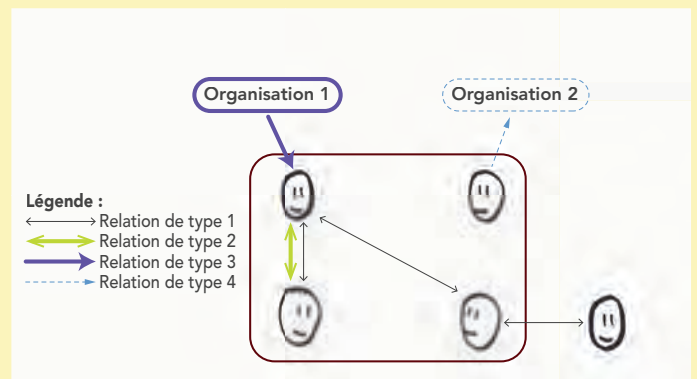 Organisation 1
Organisation 2
Légende :
Relation de type 1
Relation de type 2
Relation de type 3
Relation de type 4